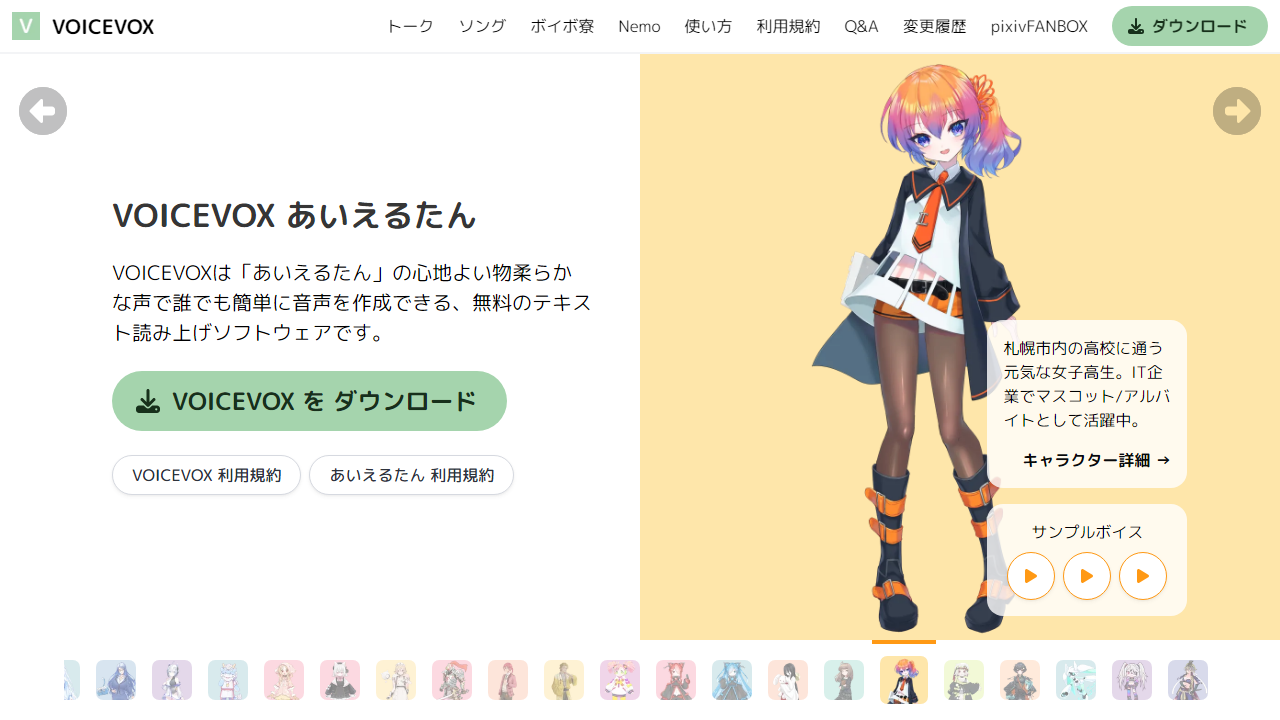 V VOICEVOX トーク ソング ボイボ寮 Nemo 使い方 利用規約 Q&A 変更履歴 pixivFANBOX ダウンロード
VOICEVOX あいえるたん
VOICEVOXは「あいえるたん」の心地よい物柔らか
な声で誰でも簡単に音声を作成できる、無料のテキス
ト読み上げソフトウェアです。
VOICEVOX を ダウンロード
VOICEVOX 利用規約 あいえるたん 利用規約
札幌市内の高校に通う
元気な女子高生。IT企
業でマスコット/アルバ
イトとして活躍中。
キャラクター詳細 →
サンプルボイス